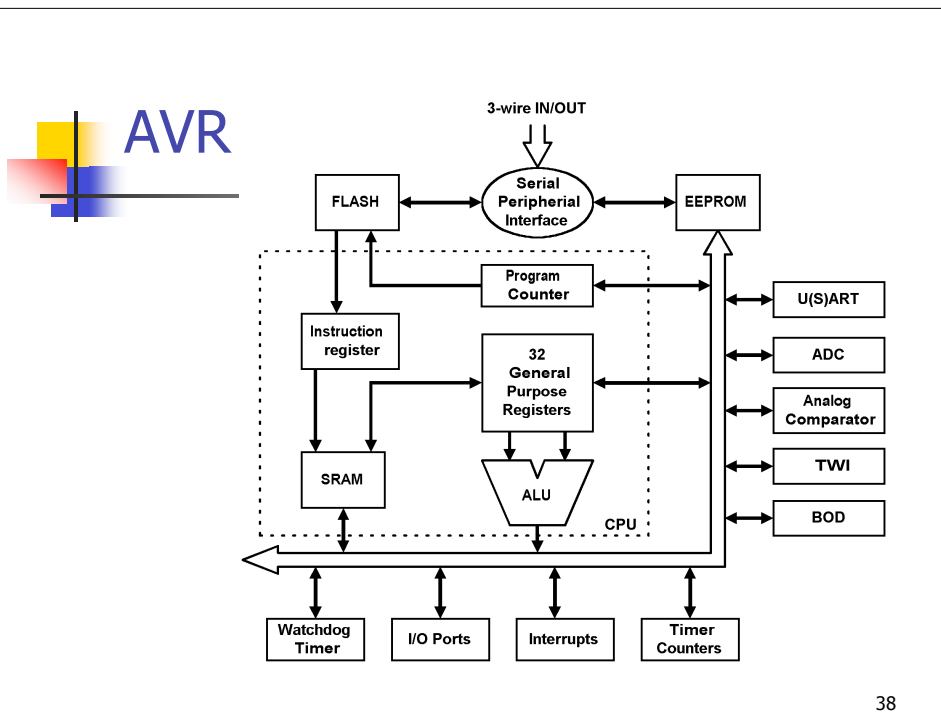 AVR
3-wire IN/OUT
FLASH
Serial
Peripherial
Interface
EEPROM
Program
Counter
U(S)ART
Instruction
register
32
General
Purpose
Registers
ADC
Analog
Comparator
SRAM
ALU
TWI
CPU
BOD
Watchdog
Timer
I/O Ports
Interrupts
Timer
Counters
38